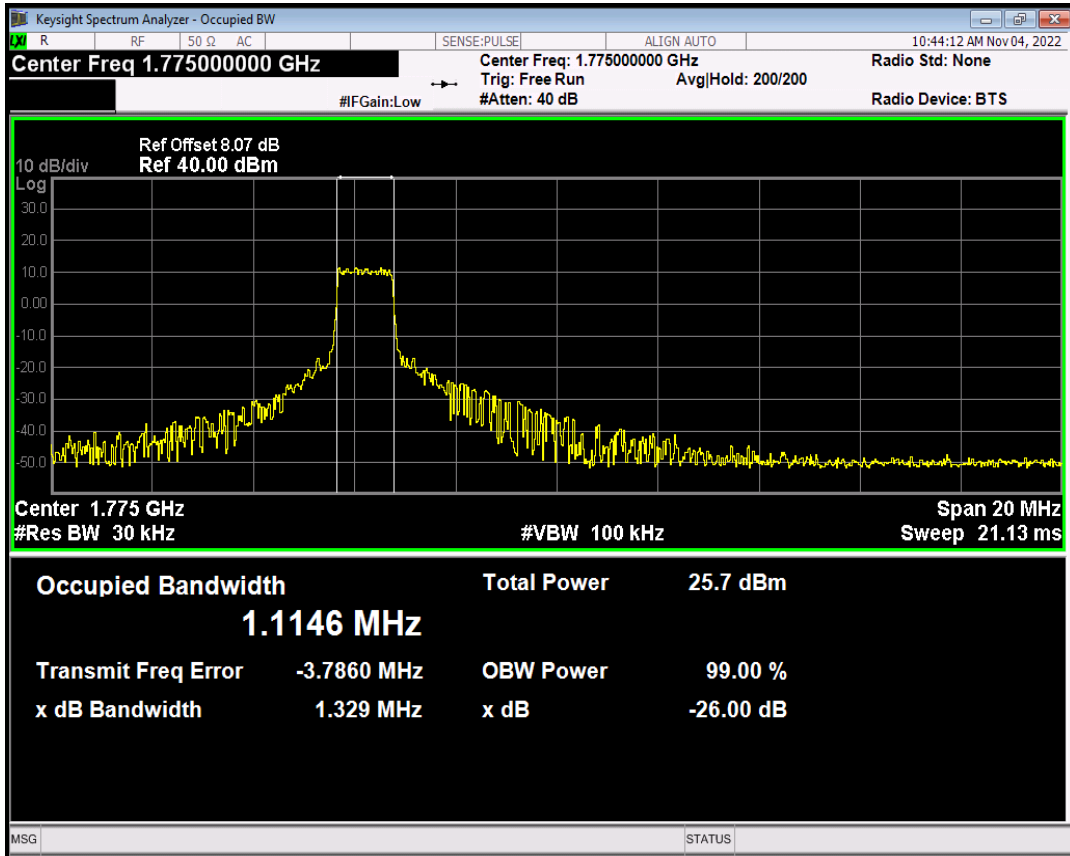 Keysight Spectrum Analyzer - Occupied BW
LXI R RF 50 Ω AC SENSE:PULSE ALIGN AUTO 10:44:12 AM Nov 04, 2022
Center Freq 1.775000000 GHz
Center Freq: 1.775000000 GHz
Radio Std: None
Trig: Free Run Avg|Hold: 200/200
#IFGain:Low #Atten: 40 dB
Radio Device: BTS
Ref Offset 8.07 dB
10 dB/div Ref 40.00 dBm
Log
30.0
20.0
10.0
0.00
-10.0
-20.0
-30.0
-40.0
-50.0
Center 1.775 GHz Span 20 MHz
#Res BW 30 kHz #VBW 100 kHz Sweep 21.13 ms
Occupied Bandwidth Total Power 25.7 dBm
1.1146 MHz
Transmit Freq Error -3.7860 MHz OBW Power 99.00 %
x dB Bandwidth 1.329 MHz x dB -26.00 dB
MSG STATUS